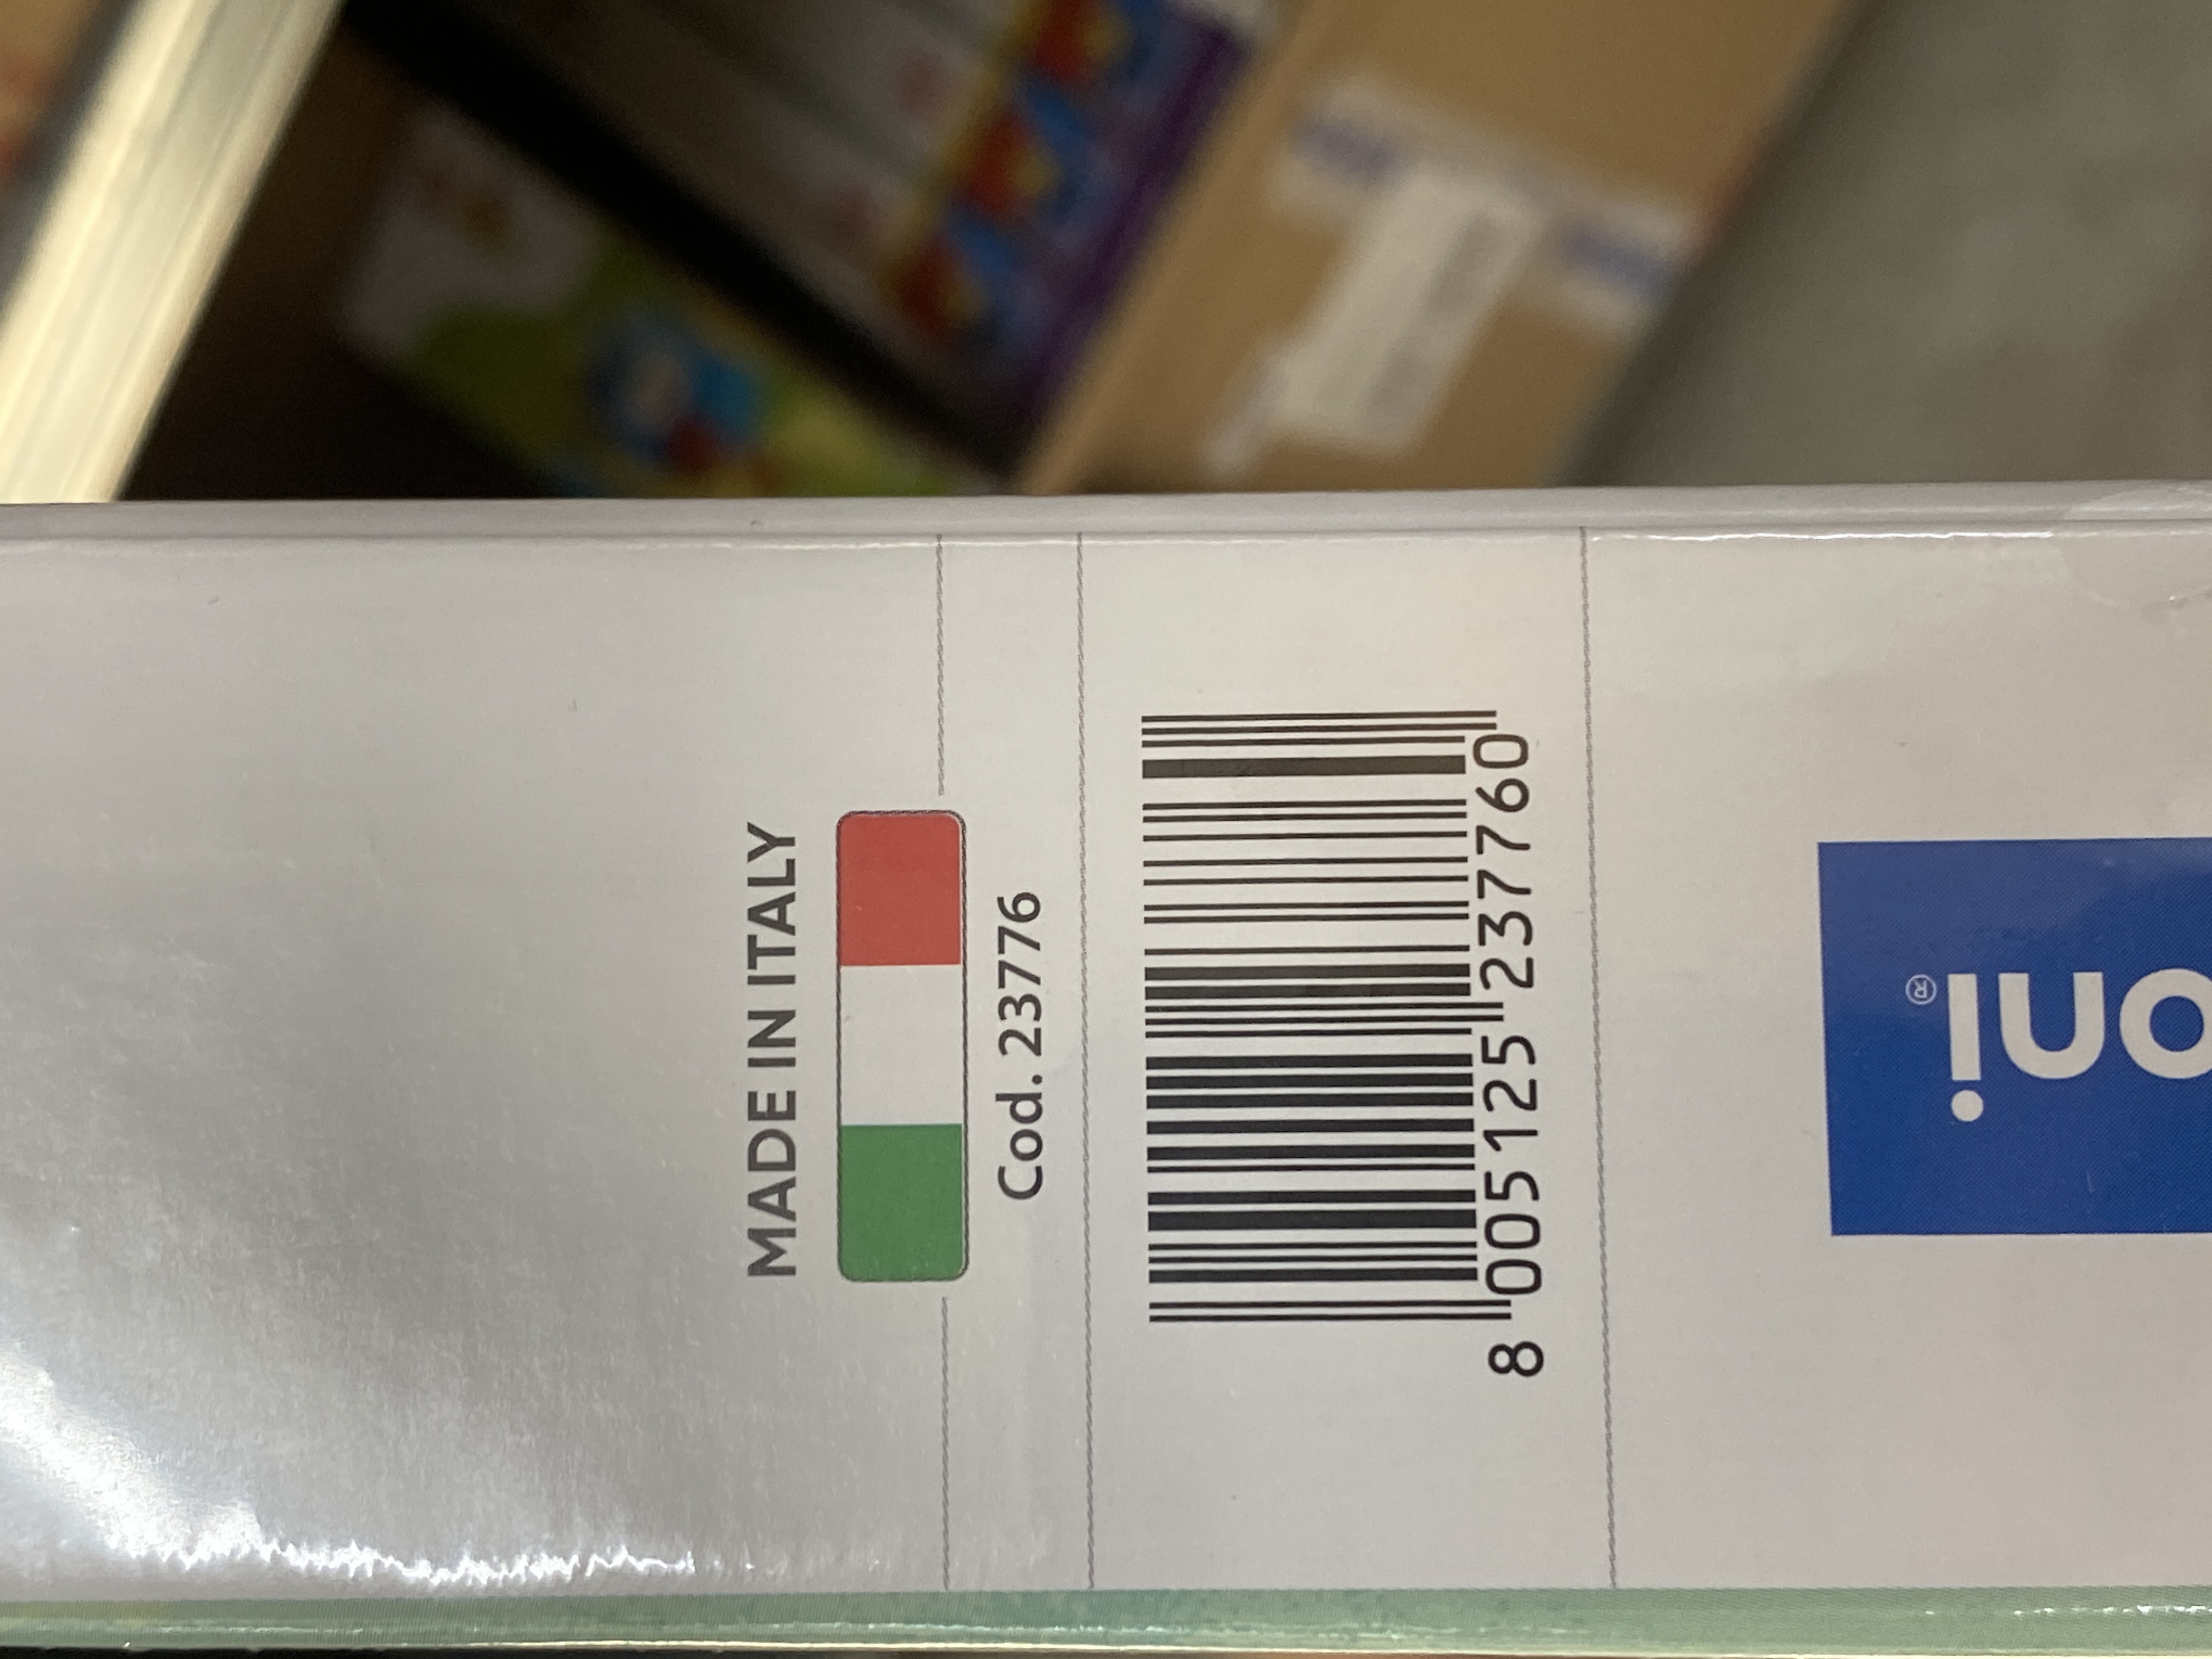 MADE IN ITALY
Cod. 23776
8 005125 237760
oni®